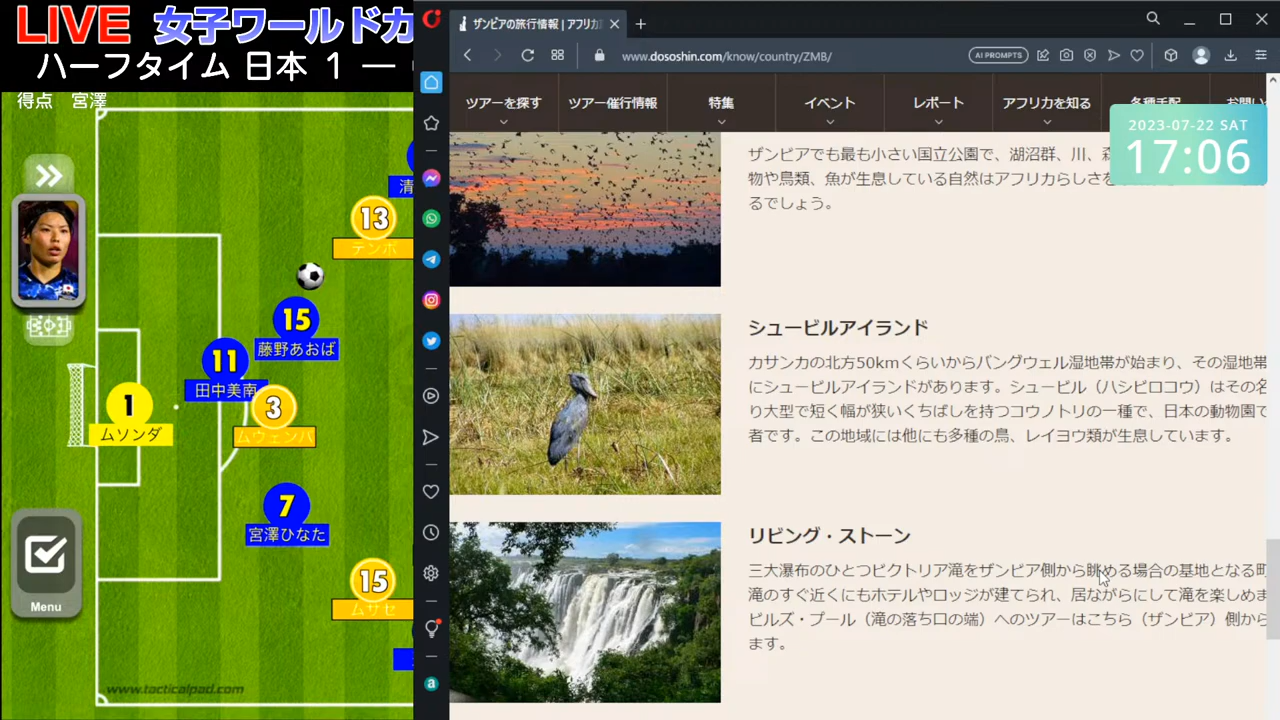 LIVE 女子ワールドカ
ハーフタイム 日本 1 ―
得点 宮澤
13
テンボ
15
藤野あおば
11
田中美南
3
ムウェンバ
1
ムソンダ
7
宮澤ひなた
15
ムサセ
清
Menu
www.tacticalpad.com
ザンビアの旅行情報 | アフリカ
www.dososhin.com/know/country/ZMB/
AI PROMPTS
ツアーを探す
ツアー催行情報
特集
イベント
レポート
アフリカを知る
各種手配
お問い
2023-07-22 SAT
17:06
ザンビアでも最も小さい国立公園で、湖沼群、川、森
物や鳥類、魚が生息している自然はアフリカらしさを
るでしょう。
シュービルアイランド
カサンカの北方50kmくらいからバングウェル湿地帯が始まり、その湿地帯
にシュービルアイランドがあります。シュービル（ハシビロコウ）はその名
り大型で短く幅が狭いくちばしを持つコウノトリの一種で、日本の動物園で
者です。この地域には他にも多種の鳥、レイヨウ類が生息しています。
リビング・ストーン
三大瀑布のひとつビクトリア滝をザンビア側から眺める場合の基地となる町
滝のすぐ近くにもホテルやロッジが建てられ、居ながらにして滝を楽しめま
ビルズ・プール（滝の落ち口の端）へのツアーはこちら（ザンビア）側から
ます。